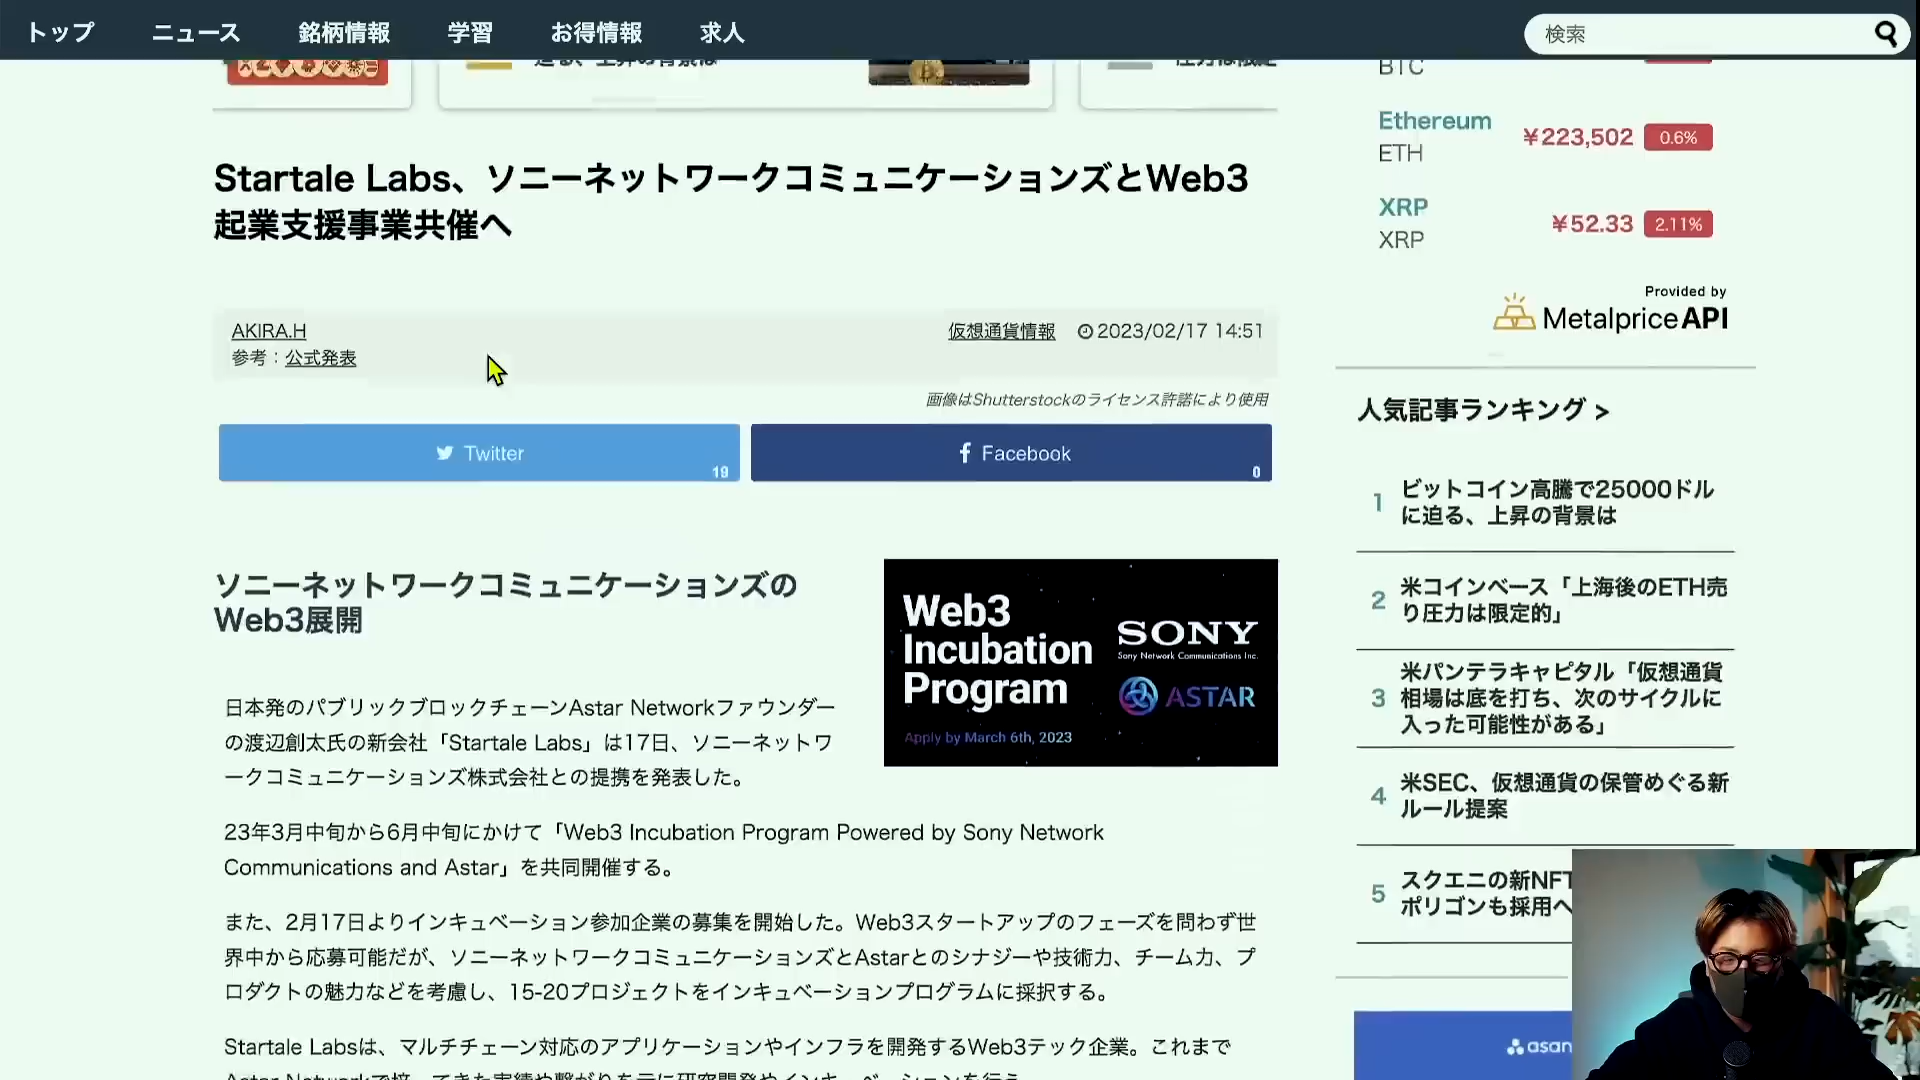 トップ ニュース 銘柄情報 学習 お得情報 求人 検索
BTC
Ethereum
ETH
¥223,502 0.6%
XRP
XRP
¥52.33 2.11%
Provided by
MetalpriceAPI
Startale Labs、ソニーネットワークコミュニケーションズとWeb3
起業支援事業共催へ
AKIRA.H
参考：公式発表
仮想通貨情報 2023/02/17 14:51
画像はShutterstockのライセンス許諾により使用
Twitter 19
Facebook 0
ソニーネットワークコミュニケーションズの
Web3展開
Web3
Incubation
Program
Apply by March 6th, 2023
SONY
Sony Network Communications Inc.
ASTAR
日本発のパブリックブロックチェーンAstar Networkファウンダー
の渡辺創太氏の新会社「Startale Labs」は17日、ソニーネットワ
ークコミュニケーションズ株式会社との提携を発表した。
23年3月中旬から6月中旬にかけて「Web3 Incubation Program Powered by Sony Network
Communications and Astar」を共同開催する。
また、2月17日よりインキュベーション参加企業の募集を開始した。Web3スタートアップのフェーズを問わず世
界中から応募可能だが、ソニーネットワークコミュニケーションズとAstarとのシナジーや技術力、チーム力、プ
ロダクトの魅力などを考慮し、15-20プロジェクトをインキュベーションプログラムに採択する。
Startale Labsは、マルチチェーン対応のアプリケーションやインフラを開発するWeb3テック企業。これまで
人気記事ランキング >
1 ビットコイン高騰で25000ドル
に迫る、上昇の背景は
2 米コインベース「上海後のETH売
り圧力は限定的」
3 米パンテラキャピタル「仮想通貨
相場は底を打ち、次のサイクルに
入った可能性がある」
4 米SEC、仮想通貨の保管めぐる新
ルール提案
5 スクエニの新NFT
ポリゴンも採用へ
asan